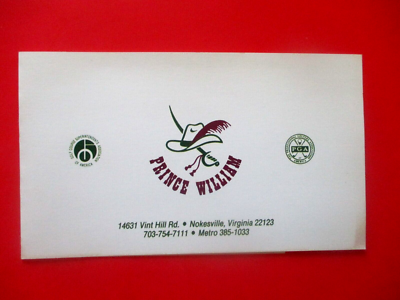 PRINCE WILLIAM
PGA
14631 Vint Hill Rd. • Nokesville, Virginia 22123
703-754-7111 • Metro 385-1033